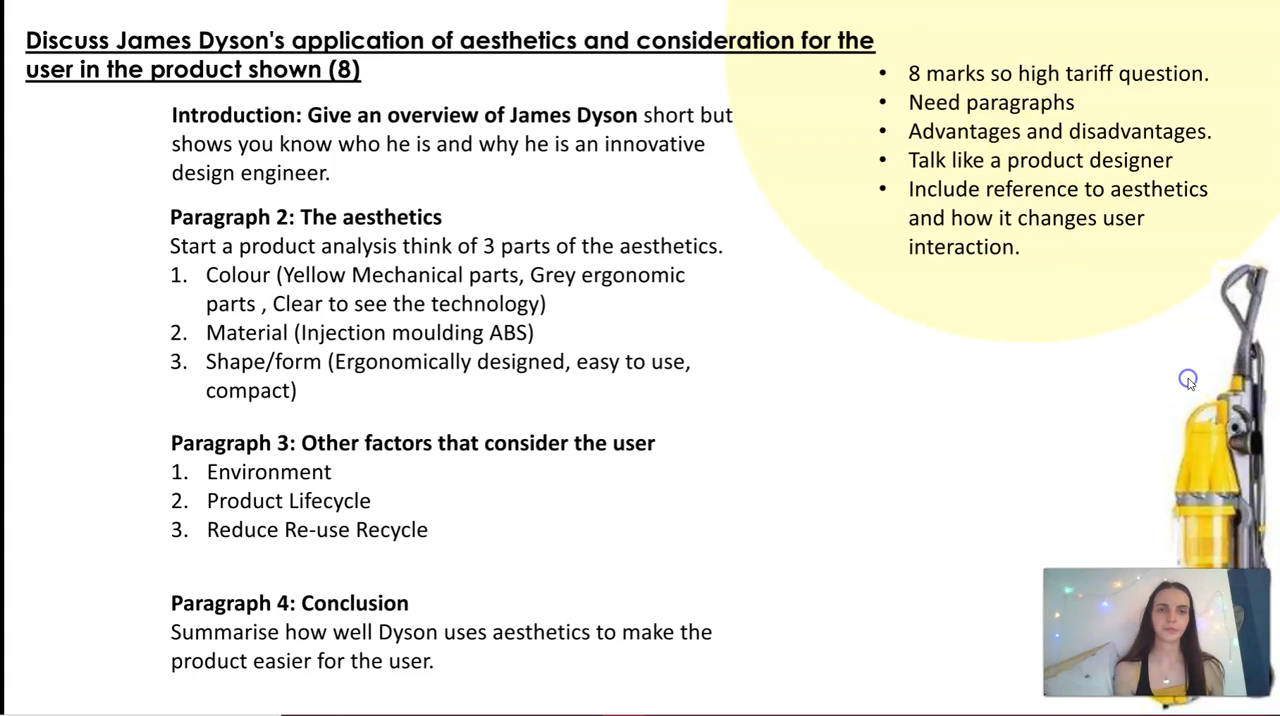 Discuss James Dyson's application of aesthetics and consideration for the
user in the product shown (8)
Introduction: Give an overview of James Dyson short but
shows you know who he is and why he is an innovative
design engineer.
Paragraph 2: The aesthetics
Start a product analysis think of 3 parts of the aesthetics.
1. Colour (Yellow Mechanical parts, Grey ergonomic
parts , Clear to see the technology)
2. Material (Injection moulding ABS)
3. Shape/form (Ergonomically designed, easy to use,
compact)
Paragraph 3: Other factors that consider the user
1. Environment
2. Product Lifecycle
3. Reduce Re-use Recycle
Paragraph 4: Conclusion
Summarise how well Dyson uses aesthetics to make the
product easier for the user.
• 8 marks so high tariff question.
• Need paragraphs
• Advantages and disadvantages.
• Talk like a product designer
• Include reference to aesthetics
and how it changes user
interaction.